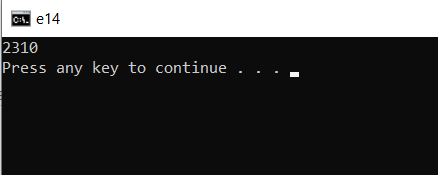 C:\. e14
2310
Press any key to continue . . .